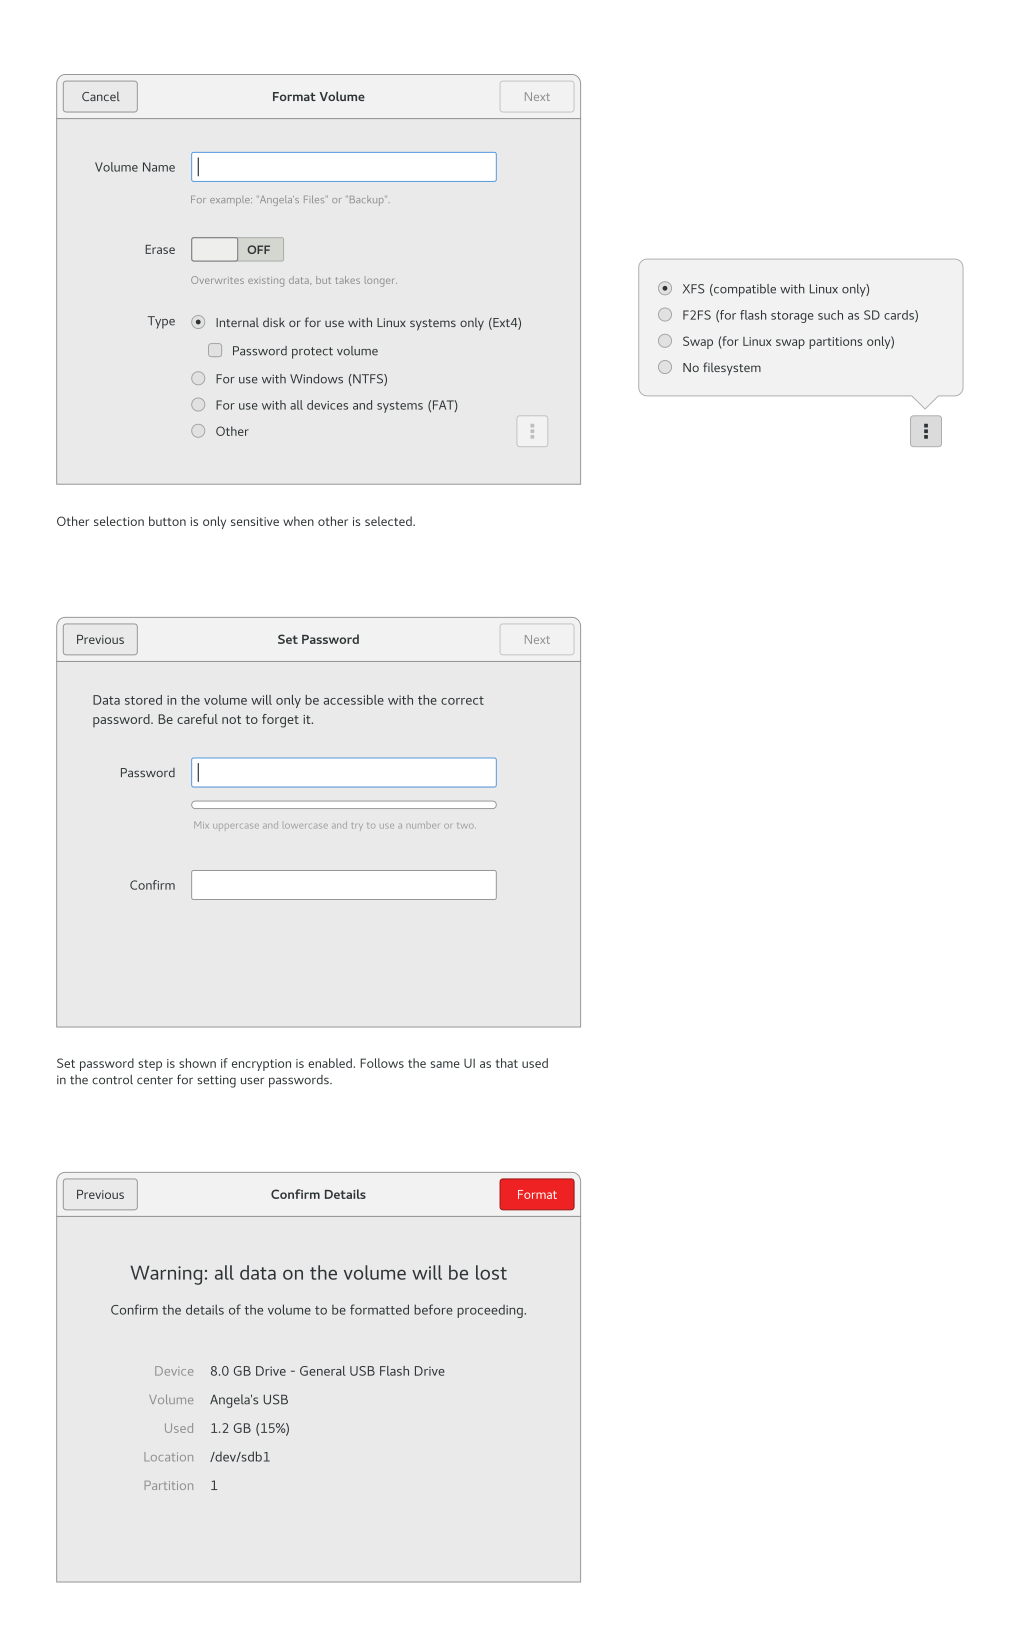 Cancel
Format Volume
Next
Volume Name
For example: "Angela's Files" or "Backup".
Erase
OFF
Overwrites existing data, but takes longer.
Type
Internal disk or for use with Linux systems only (Ext4)
Password protect volume
For use with Windows (NTFS)
For use with all devices and systems (FAT)
Other
XFS (compatible with Linux only)
F2FS (for flash storage such as SD cards)
Swap (for Linux swap partitions only)
No filesystem
Other selection button is only sensitive when other is selected.
Previous
Set Password
Next
Data stored in the volume will only be accessible with the correct
password. Be careful not to forget it.
Password
Mix uppercase and lowercase and try to use a number or two.
Confirm
Set password step is shown if encryption is enabled. Follows the same UI as that used
in the control center for setting user passwords.
Previous
Confirm Details
Format
Warning: all data on the volume will be lost
Confirm the details of the volume to be formatted before proceeding.
Device 8.0 GB Drive - General USB Flash Drive
Volume Angela's USB
Used 1.2 GB (15%)
Location /dev/sdb1
Partition 1